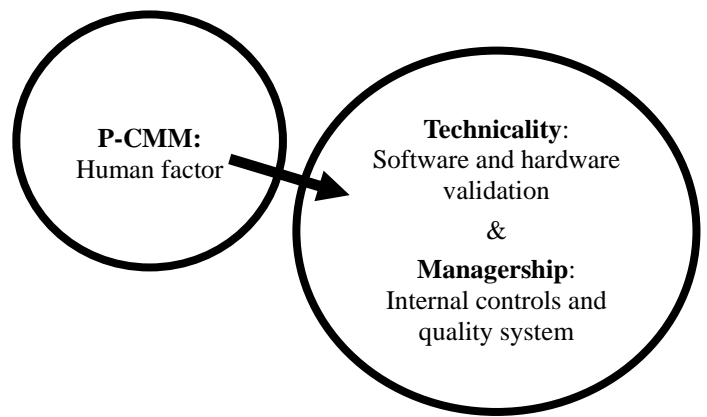 P-CMM:
Human factor
Technicality:
Software and hardware
validation
&
Managership:
Internal controls and
quality system